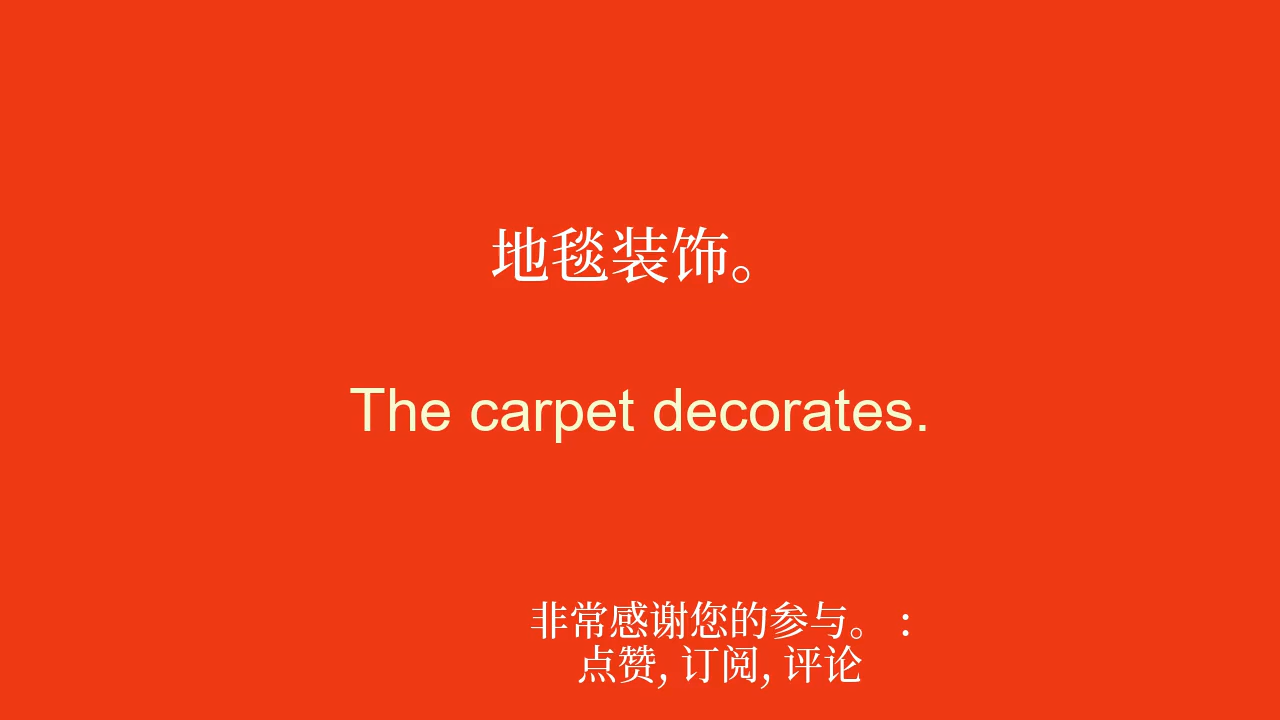 地毯装饰。
The carpet decorates.
非常感谢您的参与。 :
点赞, 订阅, 评论